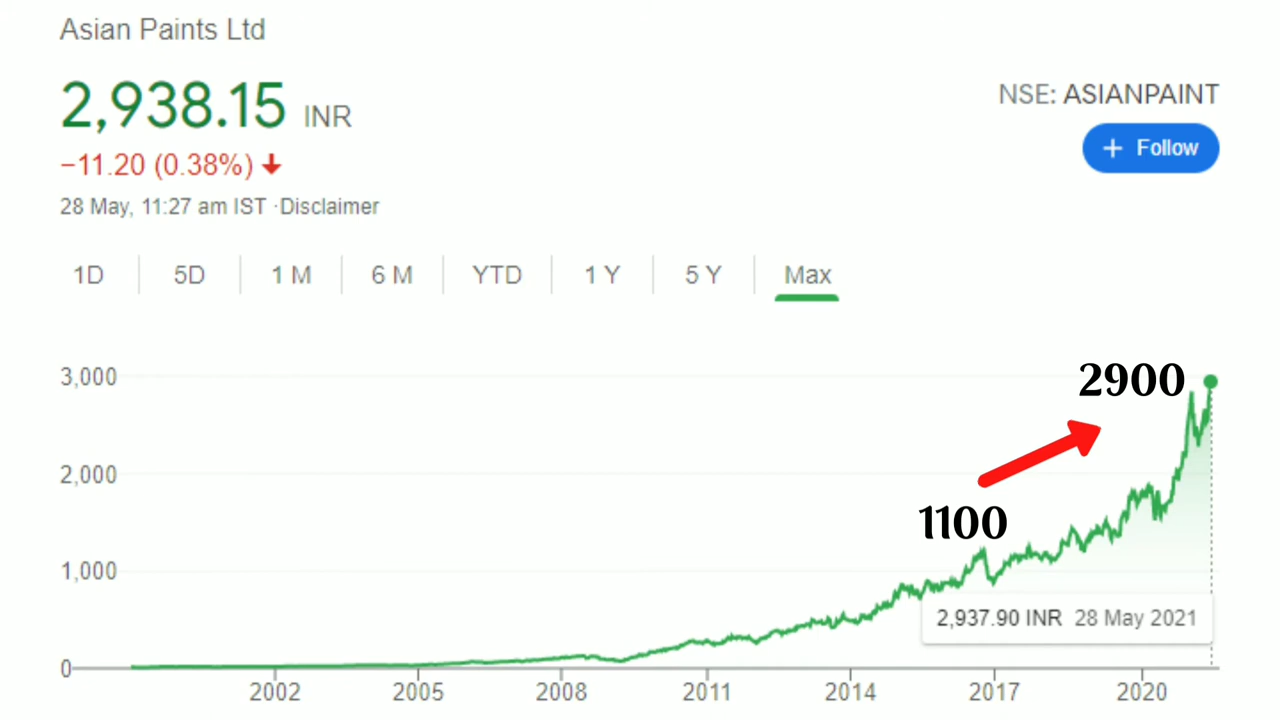 Asian Paints Ltd
2,938.15 INR
NSE: ASIANPAINT
−11.20 (0.38%)
+ Follow
28 May, 11:27 am IST ·Disclaimer
1D 5D 1 M 6 M YTD 1 Y 5 Y Max
3,000
2900
2,000
1100
1,000
2,937.90 INR 28 May 2021
0
2002 2005 2008 2011 2014 2017 2020